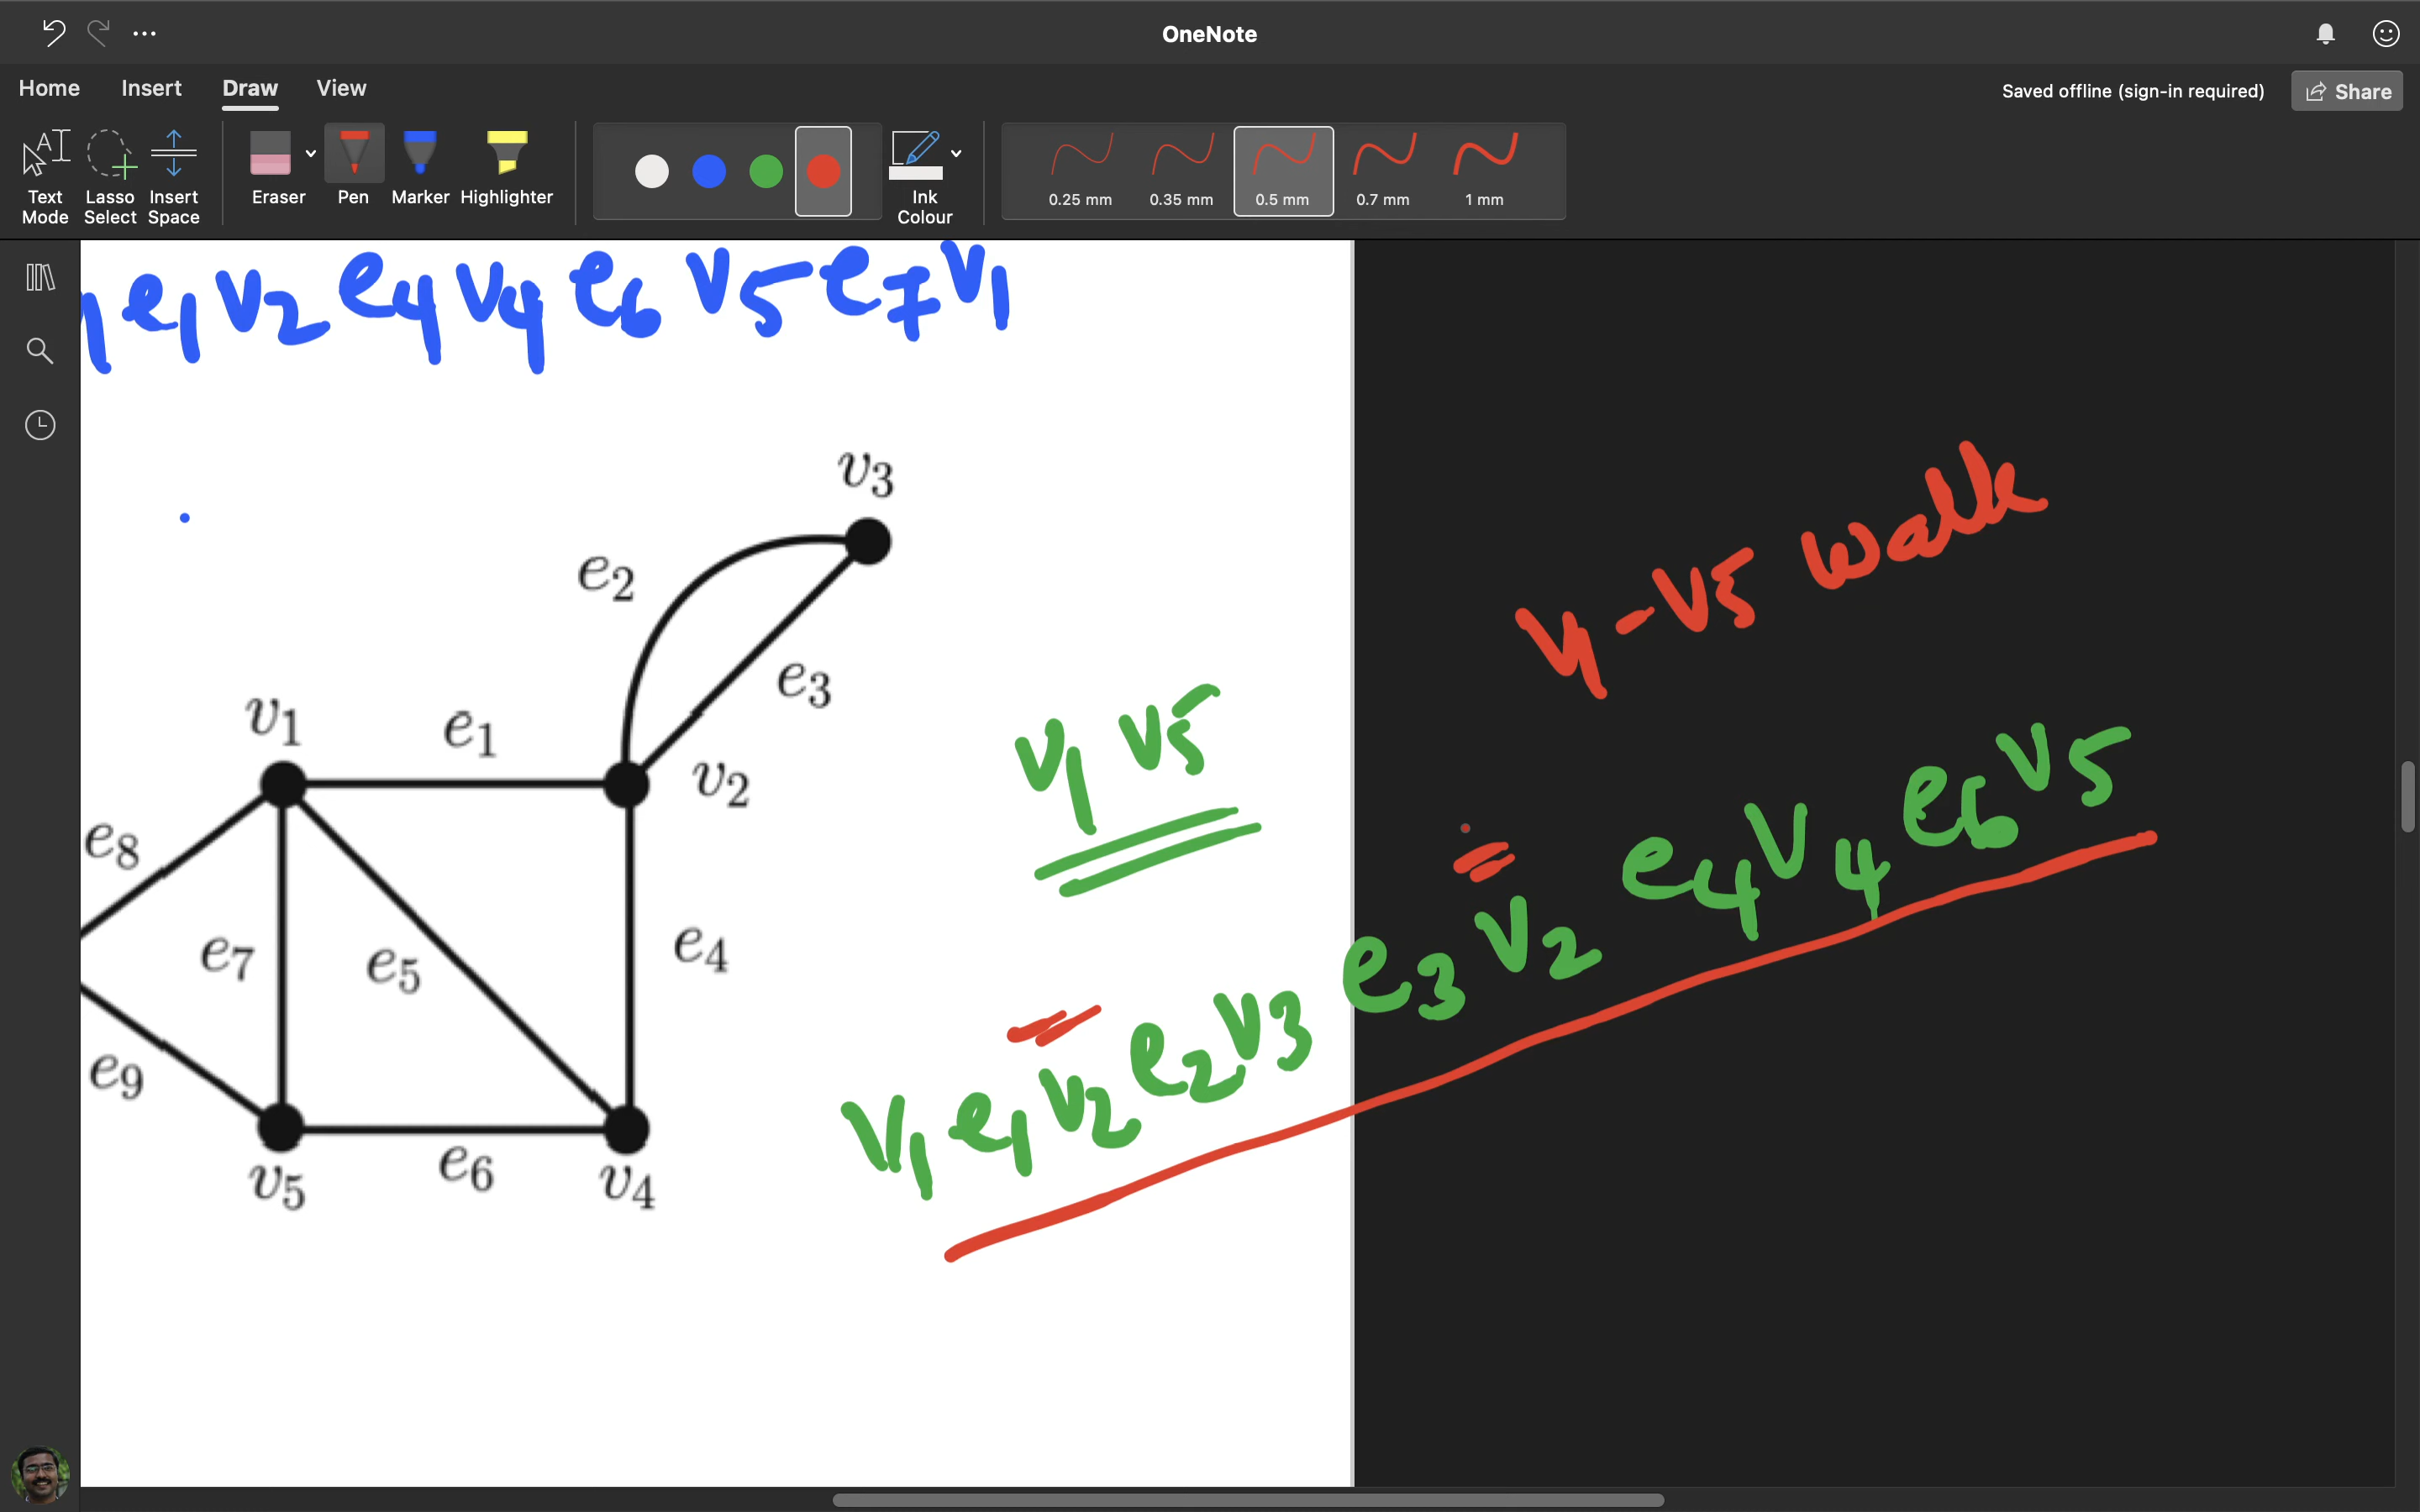 OneNote
Home Insert Draw View
Saved offline (sign-in required) Share
Text Mode Lasso Select Insert Space Eraser Pen Marker Highlighter Ink Colour 0.25 mm 0.35 mm 0.5 mm 0.7 mm 1 mm
e1 v2 e4 v4 e6 v5 e7 v1
v3
e2
v1 - v5 walk
e3
v1
e1
v2
v1 v5
e8
e7
e5
e4
v1 e1 v2 e2 v3 e3 v2 e4 v4 e6 v5
e9
v5
e6
v4